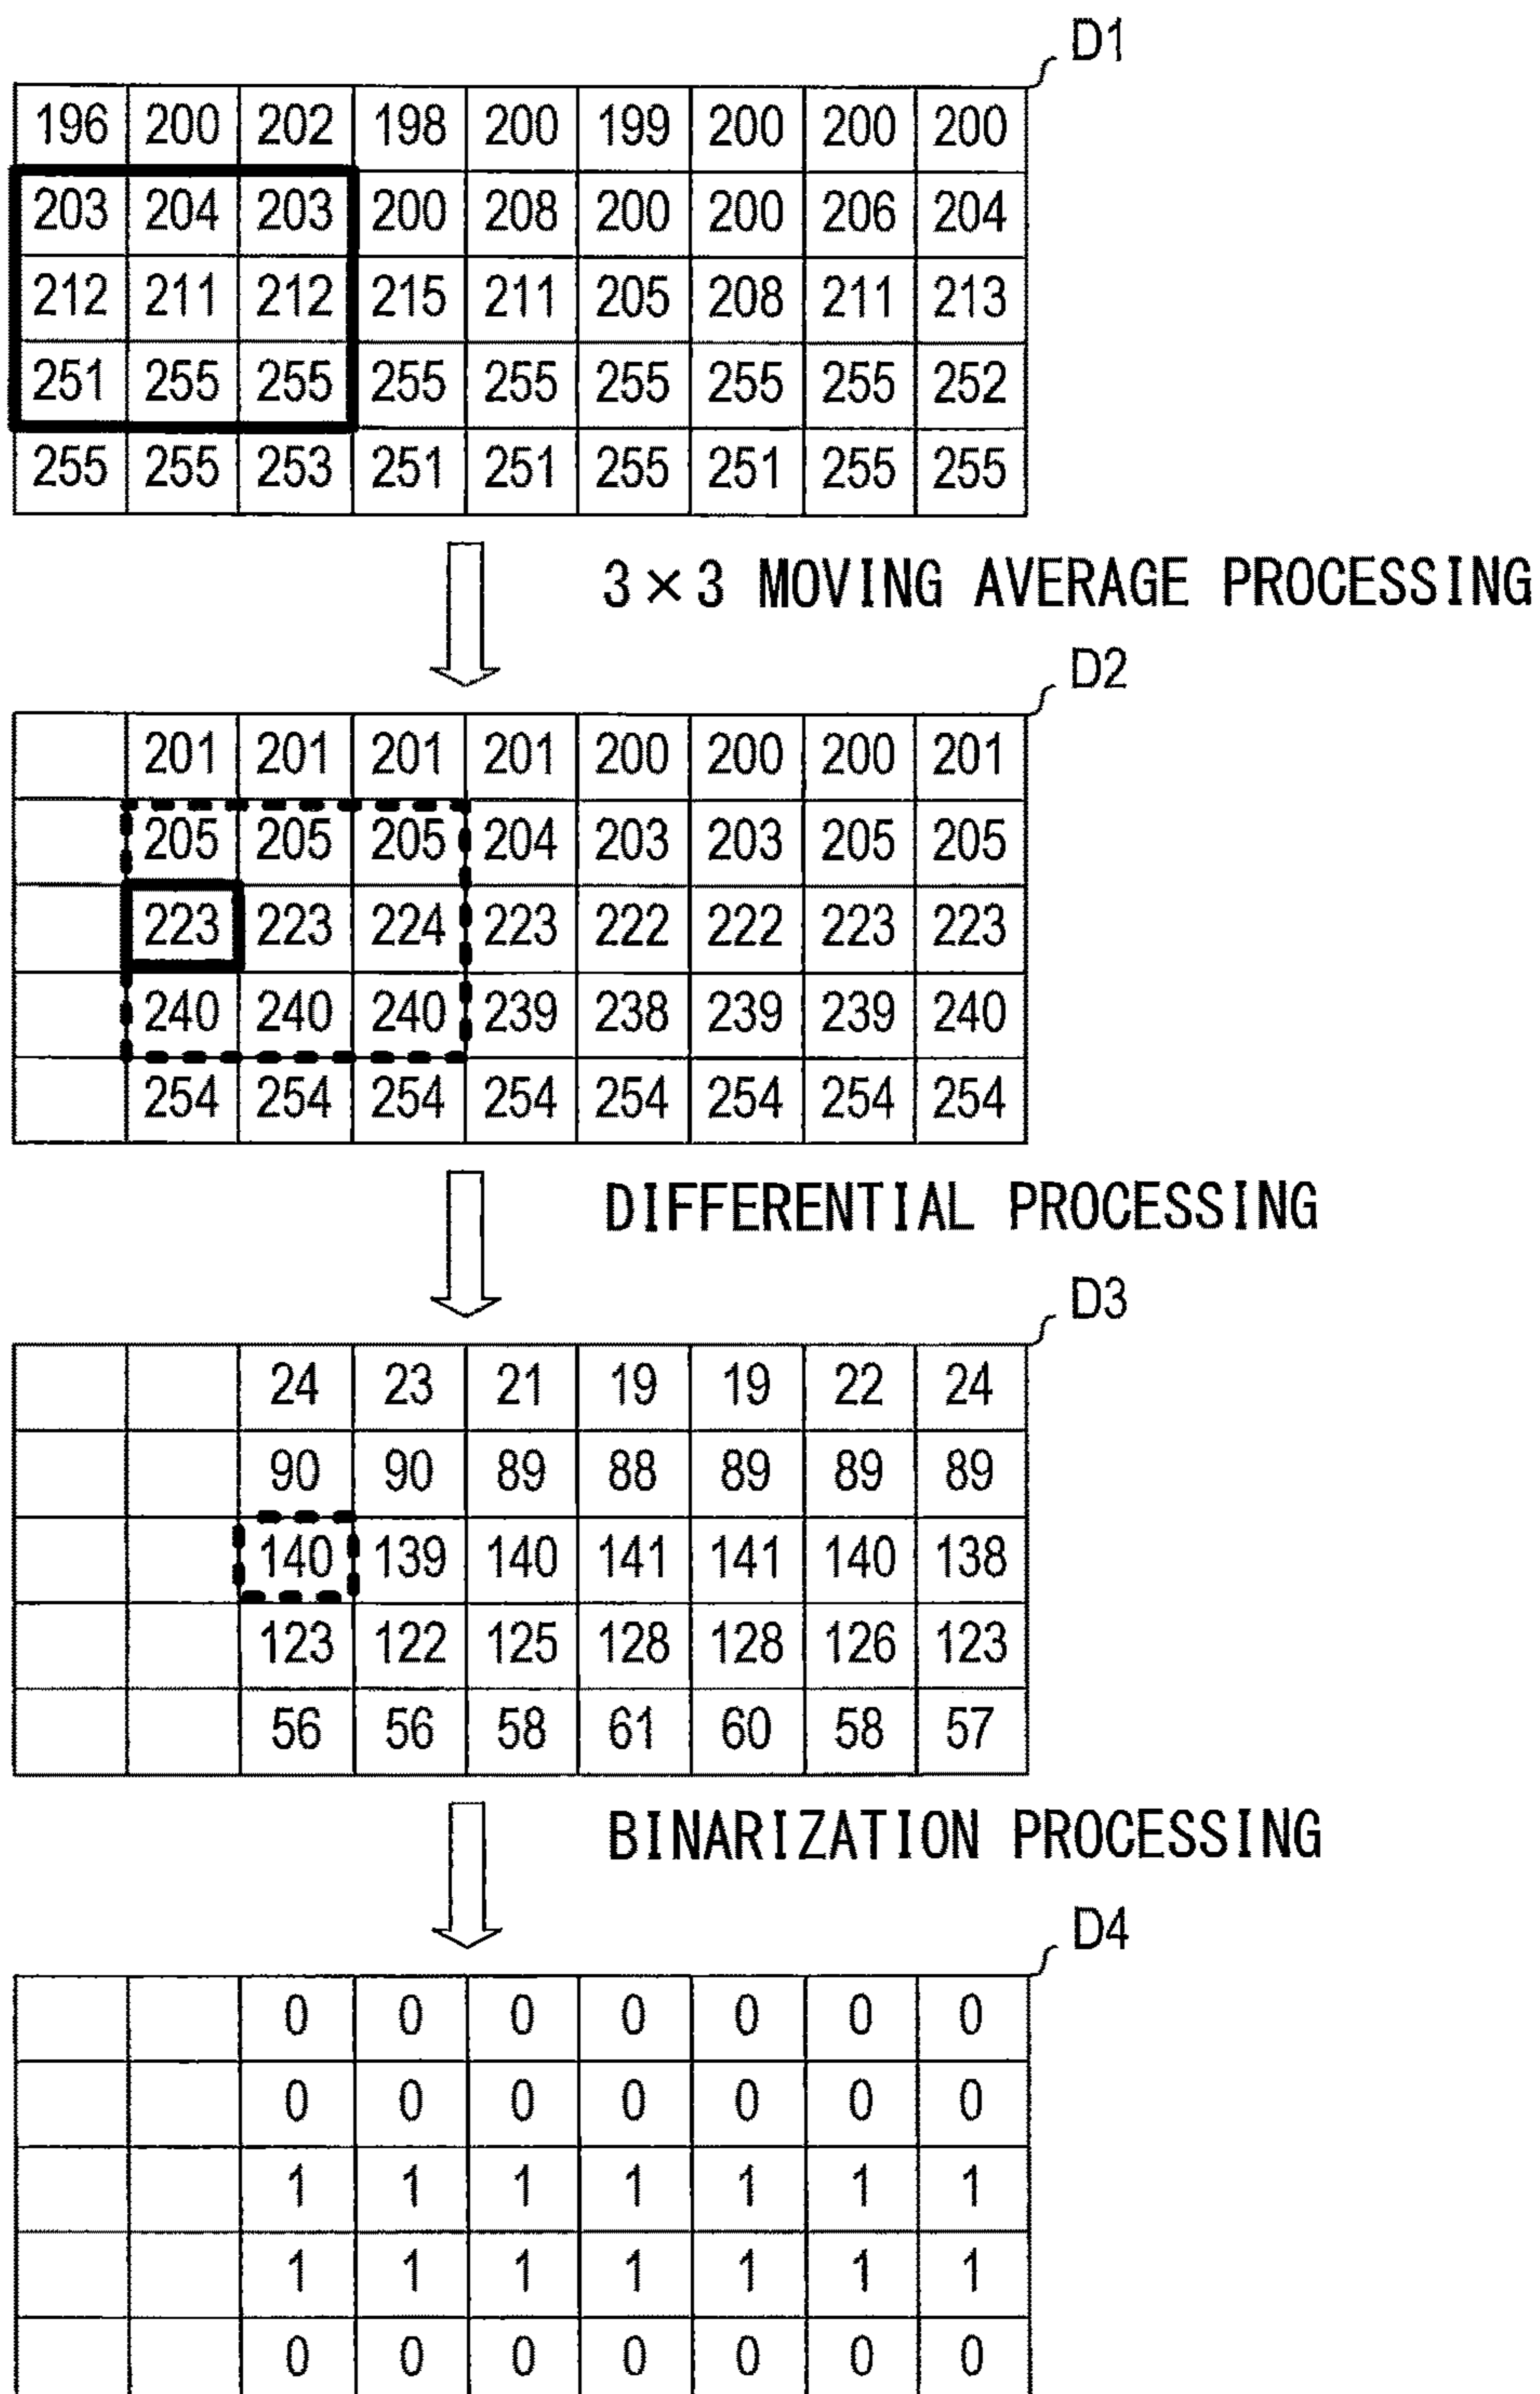 D1
196 200 202 198 200 199 200 200 200
203 204 203 200 208 200 200 206 204
212 211 212 215 211 205 208 211 213
251 255 255 255 255 255 255 255 252
255 255 253 251 251 255 251 255 255
3×3 MOVING AVERAGE PROCESSING
D2
201 201 201 201 200 200 200 201
205 205 205 204 203 203 205 205
223 223 224 223 222 222 223 223
240 240 240 239 238 239 239 240
254 254 254 254 254 254 254 254
DIFFERENTIAL PROCESSING
D3
24 23 21 19 19 22 24
90 90 89 88 89 89 89
140 139 140 141 141 140 138
123 122 125 128 128 126 123
56 56 58 61 60 58 57
BINARIZATION PROCESSING
D4
0 0 0 0 0 0 0
0 0 0 0 0 0 0
1 1 1 1 1 1 1
1 1 1 1 1 1 1
0 0 0 0 0 0 0